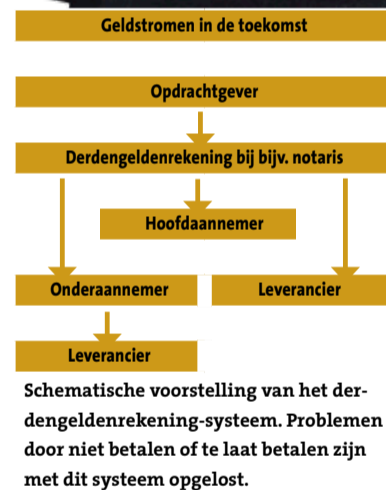 Geldstromen in de toekomst
Opdrachtgever
Derdengeldenrekening bij bijv. notaris
Hoofdaannemer
Onderaannemer
Leverancier
Leverancier
Schematische voorstelling van het der-
dengeldenrekening-systeem. Problemen
door niet betalen of te laat betalen zijn
met dit systeem opgelost.